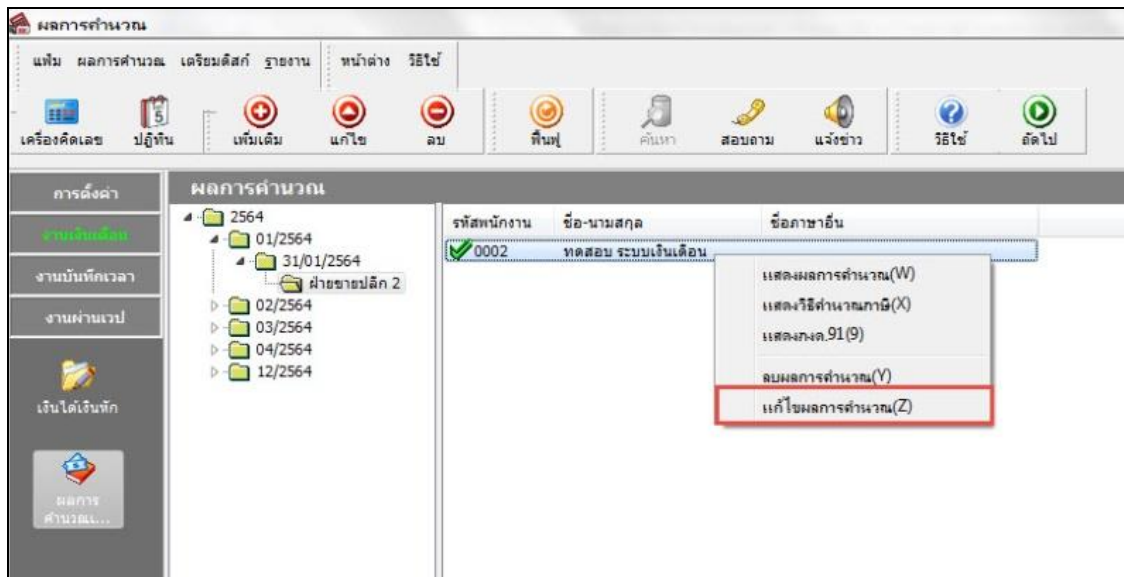 ผลการคำนวณ
แฟ้ม ผลการคำนวณ เตรียมดิสก์ รายงาน หน้าต่าง วิธีใช้
เครื่องคิดเลข ปฏิทิน เพิ่มเติม แก้ไข ลบ ฟื้นฟู ค้นหา สอบถาม แจ้งข่าว วิธีใช้ ถัดไป
การตั้งค่า
งานเงินเดือน
งานบันทึกเวลา
งานผ่านเวป
เงินได้เงินหัก
ผลการ
คำนวณ...
ผลการคำนวณ
2564
01/2564
31/01/2564
ฝ่ายขายปลีก 2
02/2564
03/2564
04/2564
12/2564
รหัสพนักงาน ชื่อ-นามสกุล ชื่อภาษาอื่น
0002 ทดสอบ ระบบเงินเดือน
แสดงผลการคำนวณ(W)
แสดงวิธีคำนวณภาษี(X)
แสดงภงด.91(9)
ลบผลการคำนวณ(Y)
แก้ไขผลการคำนวณ(Z)